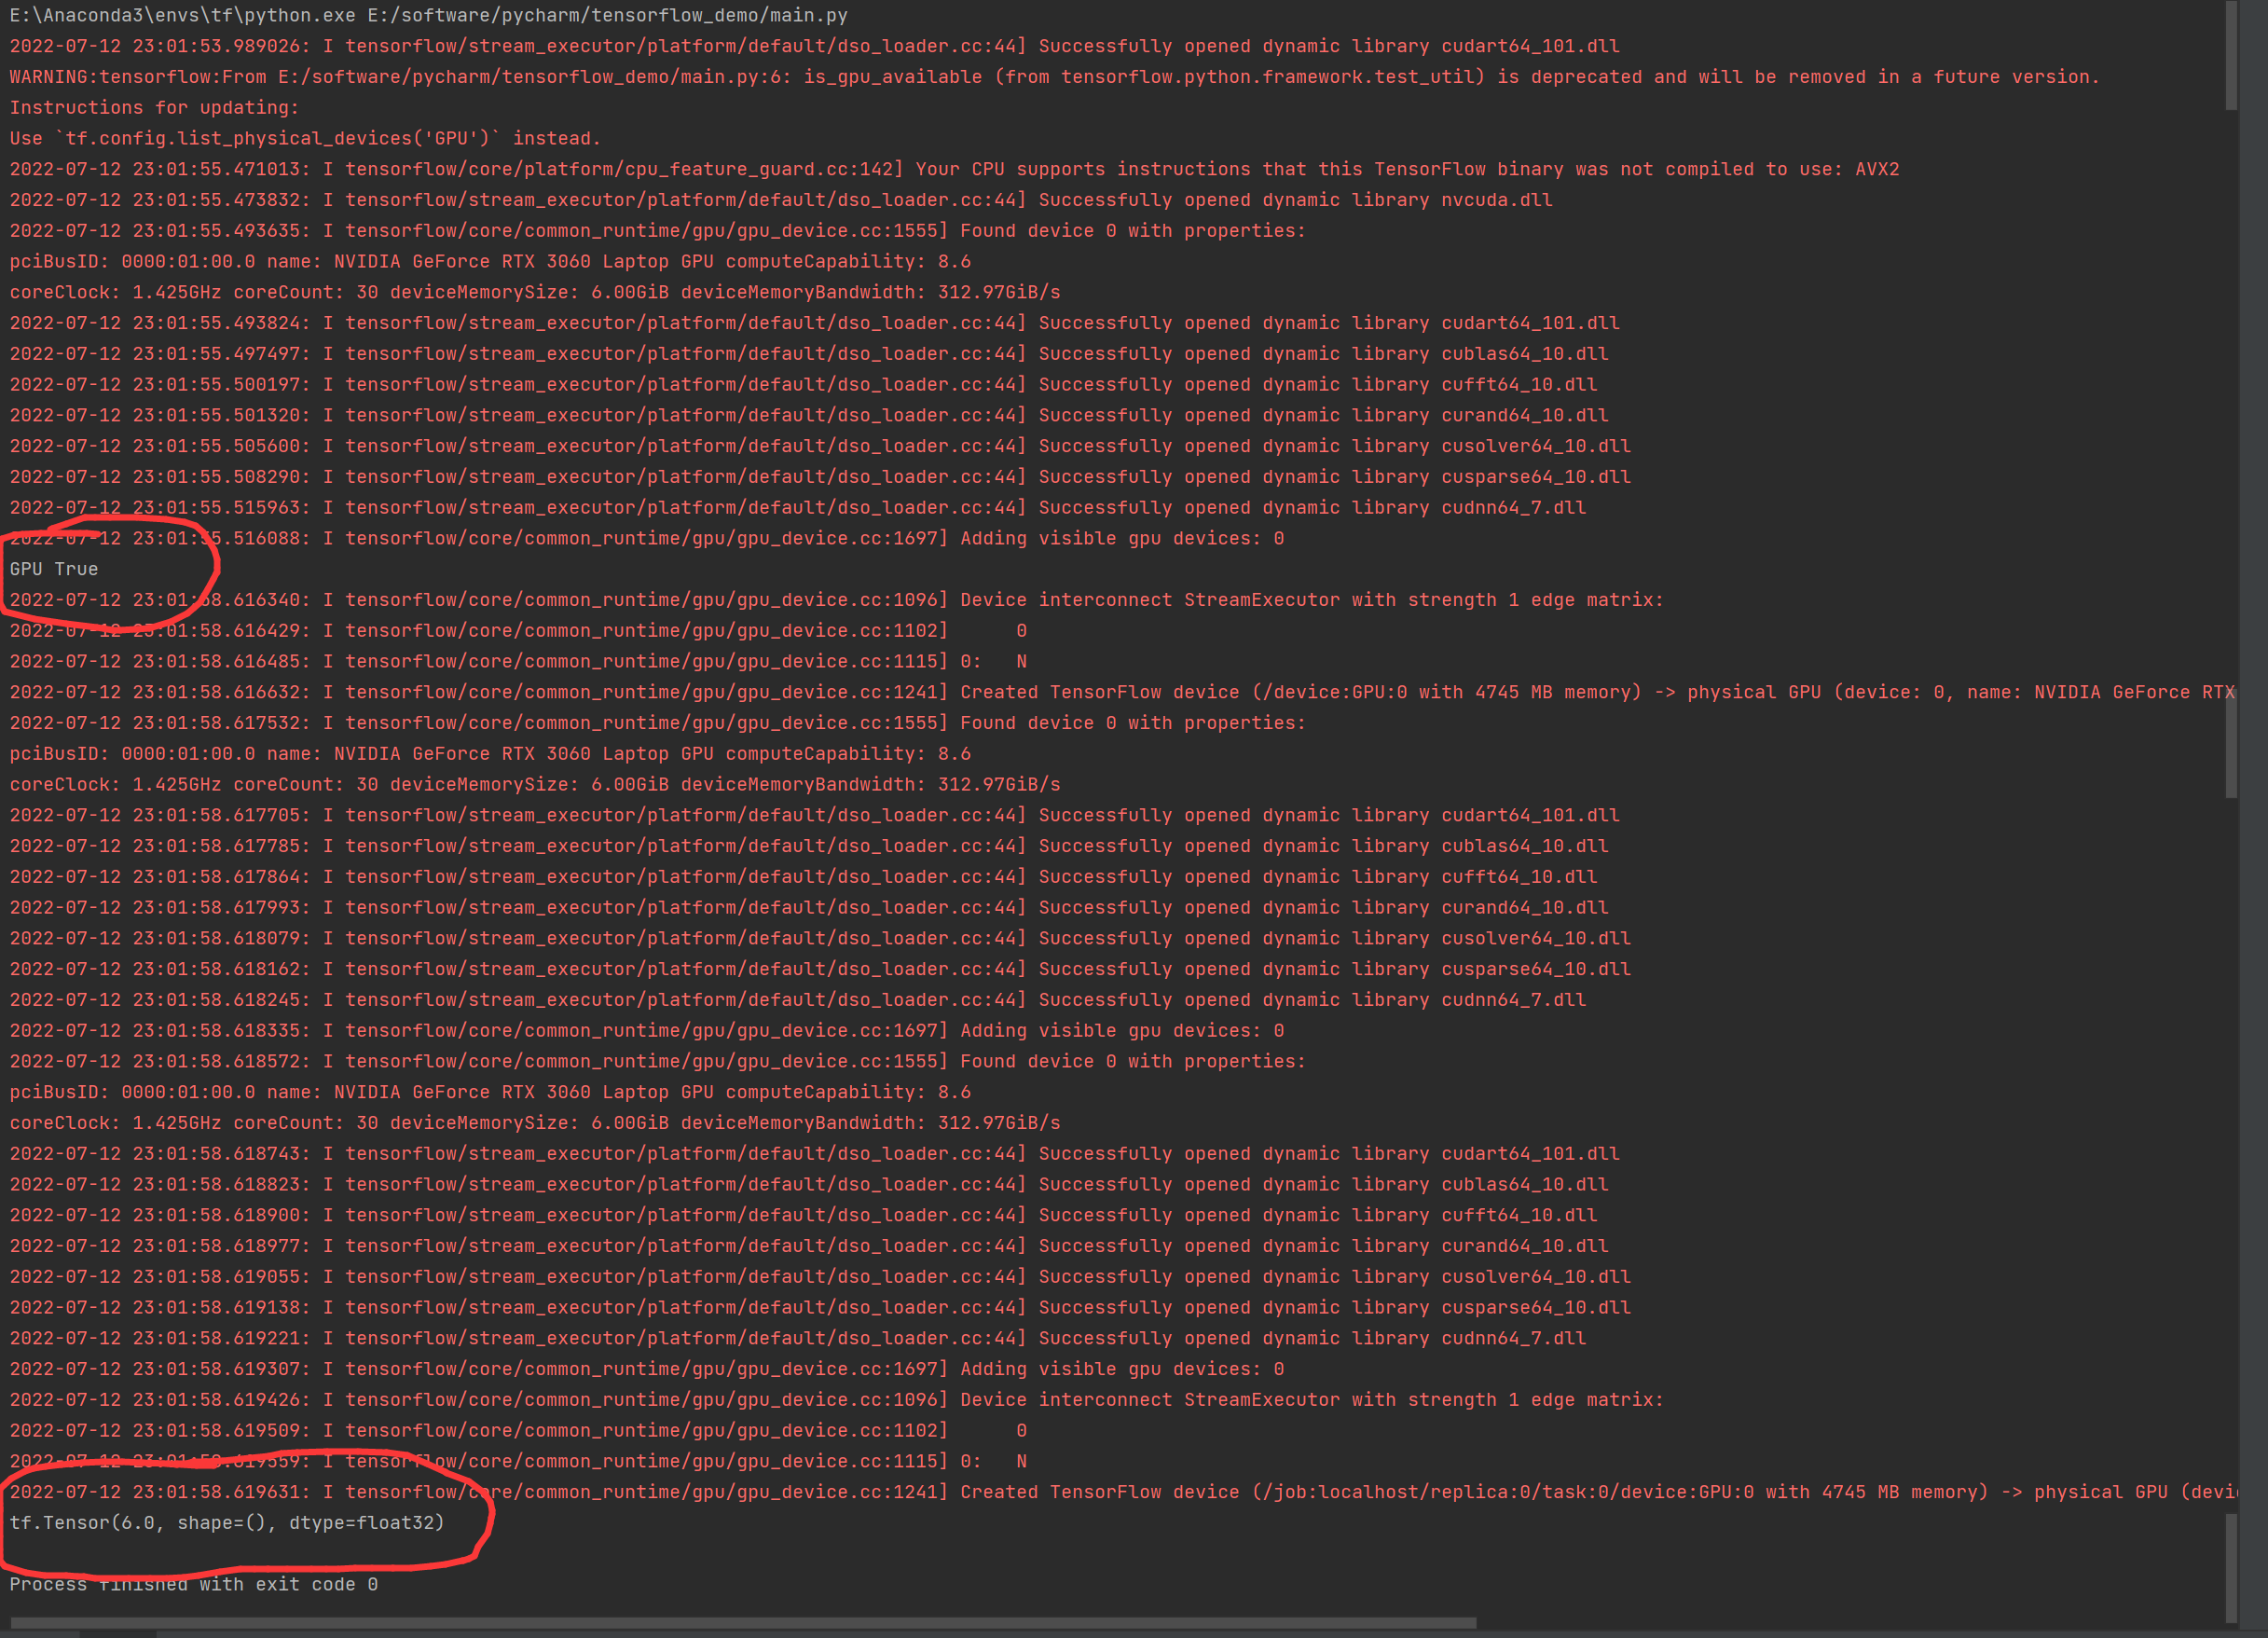 E:\Anaconda3\envs\tf\python.exe E:/software/pycharm/tensorflow_demo/main.py
2022-07-12 23:01:53.989026: I tensorflow/stream_executor/platform/default/dso_loader.cc:44] Successfully opened dynamic library cudart64_101.dll
WARNING:tensorflow:From E:/software/pycharm/tensorflow_demo/main.py:6: is_gpu_available (from tensorflow.python.framework.test_util) is deprecated and will be removed in a future version.
Instructions for updating:
Use `tf.config.list_physical_devices('GPU')` instead.
2022-07-12 23:01:55.471013: I tensorflow/core/platform/cpu_feature_guard.cc:142] Your CPU supports instructions that this TensorFlow binary was not compiled to use: AVX2
2022-07-12 23:01:55.473832: I tensorflow/stream_executor/platform/default/dso_loader.cc:44] Successfully opened dynamic library nvcuda.dll
2022-07-12 23:01:55.493635: I tensorflow/core/common_runtime/gpu/gpu_device.cc:1555] Found device 0 with properties:
pciBusID: 0000:01:00.0 name: NVIDIA GeForce RTX 3060 Laptop GPU computeCapability: 8.6
coreClock: 1.425GHz coreCount: 30 deviceMemorySize: 6.00GiB deviceMemoryBandwidth: 312.97GiB/s
2022-07-12 23:01:55.493824: I tensorflow/stream_executor/platform/default/dso_loader.cc:44] Successfully opened dynamic library cudart64_101.dll
2022-07-12 23:01:55.497497: I tensorflow/stream_executor/platform/default/dso_loader.cc:44] Successfully opened dynamic library cublas64_10.dll
2022-07-12 23:01:55.500197: I tensorflow/stream_executor/platform/default/dso_loader.cc:44] Successfully opened dynamic library cufft64_10.dll
2022-07-12 23:01:55.501320: I tensorflow/stream_executor/platform/default/dso_loader.cc:44] Successfully opened dynamic library curand64_10.dll
2022-07-12 23:01:55.505600: I tensorflow/stream_executor/platform/default/dso_loader.cc:44] Successfully opened dynamic library cusolver64_10.dll
2022-07-12 23:01:55.508290: I tensorflow/stream_executor/platform/default/dso_loader.cc:44] Successfully opened dynamic library cusparse64_10.dll
2022-07-12 23:01:55.515963: I tensorflow/stream_executor/platform/default/dso_loader.cc:44] Successfully opened dynamic library cudnn64_7.dll
2022-07-12 23:01:55.516088: I tensorflow/core/common_runtime/gpu/gpu_device.cc:1697] Adding visible gpu devices: 0
GPU True
2022-07-12 23:01:58.616340: I tensorflow/core/common_runtime/gpu/gpu_device.cc:1096] Device interconnect StreamExecutor with strength 1 edge matrix:
2022-07-12 23:01:58.616429: I tensorflow/core/common_runtime/gpu/gpu_device.cc:1102]      0
2022-07-12 23:01:58.616485: I tensorflow/core/common_runtime/gpu/gpu_device.cc:1115] 0:   N
2022-07-12 23:01:58.616632: I tensorflow/core/common_runtime/gpu/gpu_device.cc:1241] Created TensorFlow device (/device:GPU:0 with 4745 MB memory) -> physical GPU (device: 0, name: NVIDIA GeForce RTX
2022-07-12 23:01:58.617532: I tensorflow/core/common_runtime/gpu/gpu_device.cc:1555] Found device 0 with properties:
pciBusID: 0000:01:00.0 name: NVIDIA GeForce RTX 3060 Laptop GPU computeCapability: 8.6
coreClock: 1.425GHz coreCount: 30 deviceMemorySize: 6.00GiB deviceMemoryBandwidth: 312.97GiB/s
2022-07-12 23:01:58.617705: I tensorflow/stream_executor/platform/default/dso_loader.cc:44] Successfully opened dynamic library cudart64_101.dll
2022-07-12 23:01:58.617785: I tensorflow/stream_executor/platform/default/dso_loader.cc:44] Successfully opened dynamic library cublas64_10.dll
2022-07-12 23:01:58.617864: I tensorflow/stream_executor/platform/default/dso_loader.cc:44] Successfully opened dynamic library cufft64_10.dll
2022-07-12 23:01:58.617993: I tensorflow/stream_executor/platform/default/dso_loader.cc:44] Successfully opened dynamic library curand64_10.dll
2022-07-12 23:01:58.618079: I tensorflow/stream_executor/platform/default/dso_loader.cc:44] Successfully opened dynamic library cusolver64_10.dll
2022-07-12 23:01:58.618162: I tensorflow/stream_executor/platform/default/dso_loader.cc:44] Successfully opened dynamic library cusparse64_10.dll
2022-07-12 23:01:58.618245: I tensorflow/stream_executor/platform/default/dso_loader.cc:44] Successfully opened dynamic library cudnn64_7.dll
2022-07-12 23:01:58.618335: I tensorflow/core/common_runtime/gpu/gpu_device.cc:1697] Adding visible gpu devices: 0
2022-07-12 23:01:58.618572: I tensorflow/core/common_runtime/gpu/gpu_device.cc:1555] Found device 0 with properties:
pciBusID: 0000:01:00.0 name: NVIDIA GeForce RTX 3060 Laptop GPU computeCapability: 8.6
coreClock: 1.425GHz coreCount: 30 deviceMemorySize: 6.00GiB deviceMemoryBandwidth: 312.97GiB/s
2022-07-12 23:01:58.618743: I tensorflow/stream_executor/platform/default/dso_loader.cc:44] Successfully opened dynamic library cudart64_101.dll
2022-07-12 23:01:58.618823: I tensorflow/stream_executor/platform/default/dso_loader.cc:44] Successfully opened dynamic library cublas64_10.dll
2022-07-12 23:01:58.618900: I tensorflow/stream_executor/platform/default/dso_loader.cc:44] Successfully opened dynamic library cufft64_10.dll
2022-07-12 23:01:58.618977: I tensorflow/stream_executor/platform/default/dso_loader.cc:44] Successfully opened dynamic library curand64_10.dll
2022-07-12 23:01:58.619055: I tensorflow/stream_executor/platform/default/dso_loader.cc:44] Successfully opened dynamic library cusolver64_10.dll
2022-07-12 23:01:58.619138: I tensorflow/stream_executor/platform/default/dso_loader.cc:44] Successfully opened dynamic library cusparse64_10.dll
2022-07-12 23:01:58.619221: I tensorflow/stream_executor/platform/default/dso_loader.cc:44] Successfully opened dynamic library cudnn64_7.dll
2022-07-12 23:01:58.619307: I tensorflow/core/common_runtime/gpu/gpu_device.cc:1697] Adding visible gpu devices: 0
2022-07-12 23:01:58.619426: I tensorflow/core/common_runtime/gpu/gpu_device.cc:1096] Device interconnect StreamExecutor with strength 1 edge matrix:
2022-07-12 23:01:58.619509: I tensorflow/core/common_runtime/gpu/gpu_device.cc:1102]      0
2022-07-12 23:01:58.619559: I tensorflow/core/common_runtime/gpu/gpu_device.cc:1115] 0:   N
2022-07-12 23:01:58.619631: I tensorflow/core/common_runtime/gpu/gpu_device.cc:1241] Created TensorFlow device (/job:localhost/replica:0/task:0/device:GPU:0 with 4745 MB memory) -> physical GPU (devi
tf.Tensor(6.0, shape=(), dtype=float32)
Process finished with exit code 0